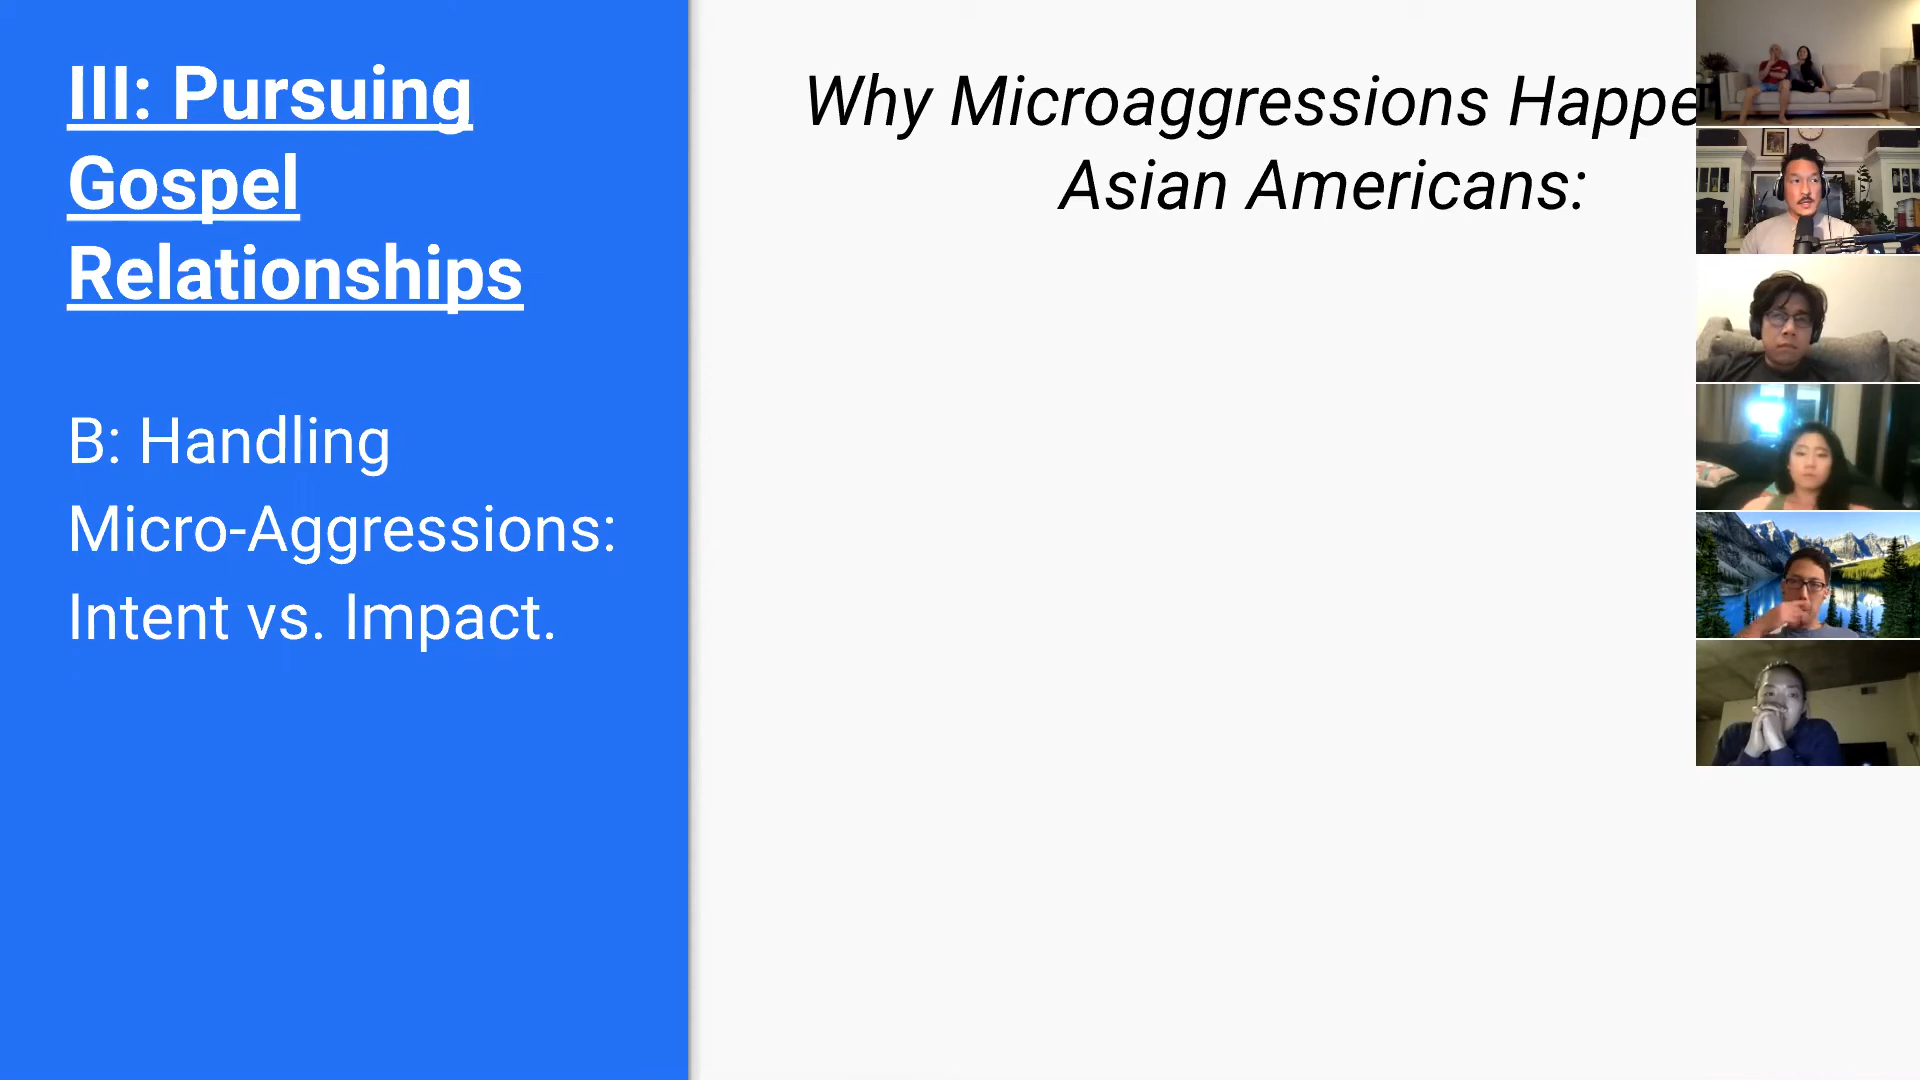 III: Pursuing
Gospel
Relationships
B: Handling
Micro-Aggressions:
Intent vs. Impact.
Why Microaggressions Happe
Asian Americans: